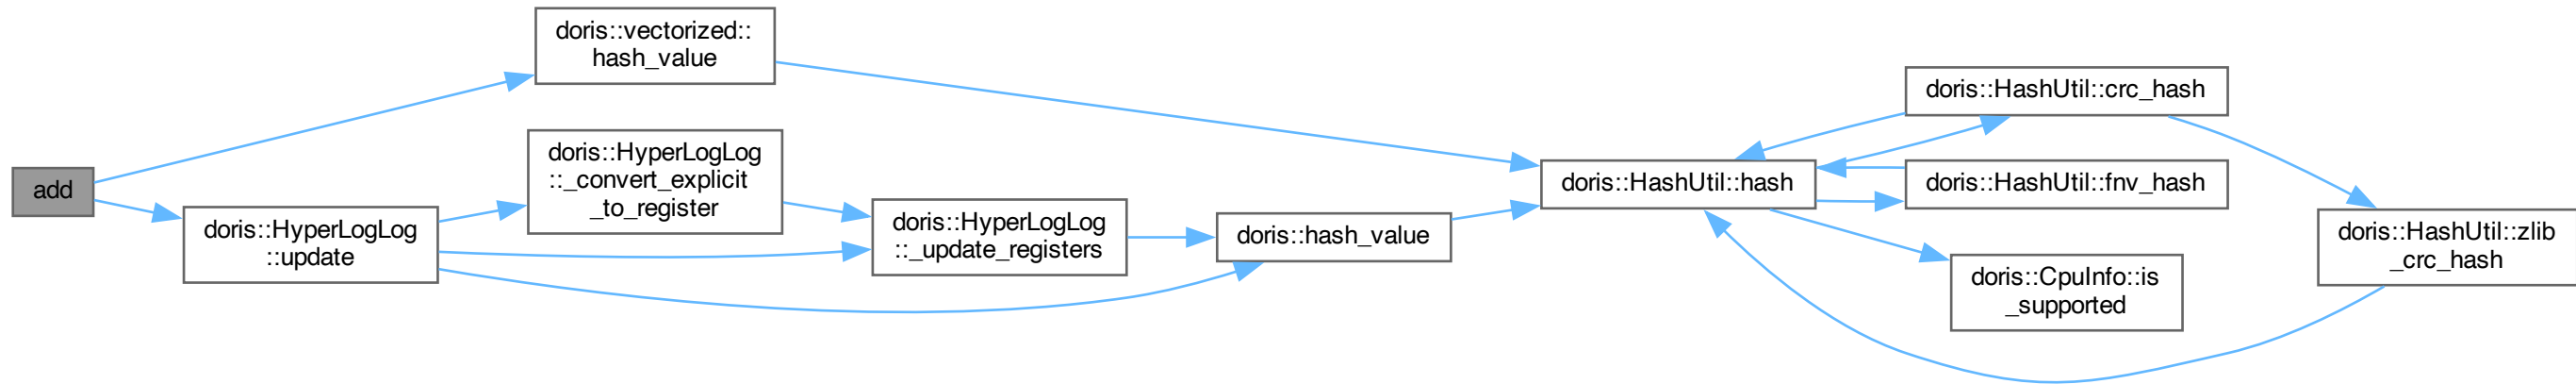 add
doris::vectorized::
hash_value
doris::HyperLogLog
::update
doris::HyperLogLog
::_convert_explicit
_to_register
doris::HyperLogLog
::_update_registers
doris::hash_value
doris::HashUtil::hash
doris::HashUtil::crc_hash
doris::HashUtil::fnv_hash
doris::CpuInfo::is
_supported
doris::HashUtil::zlib
_crc_hash